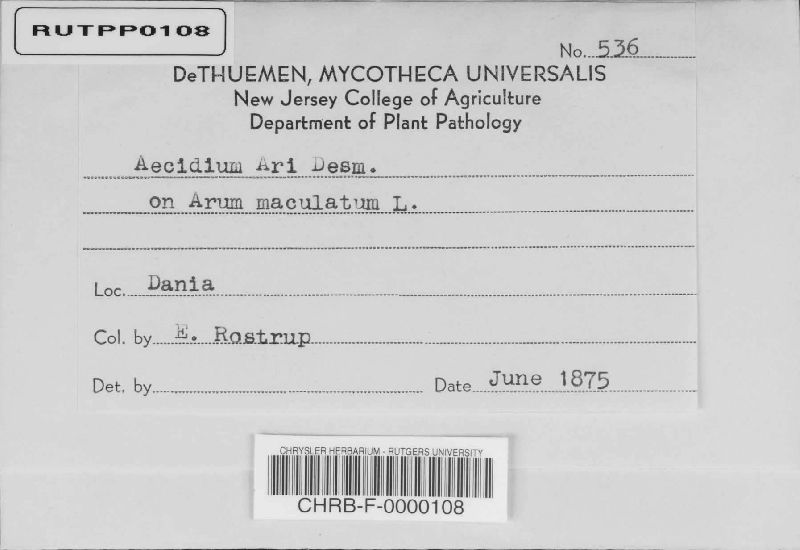 RUTPP0108
No. 536
DeTHUEMEN, MYCOTHECA UNIVERSALIS
New Jersey College of Agriculture
Department of Plant Pathology
Aecidium Ari Desm.
on Arum maculatum L.
Loc. Dania
Col. by E. Rostrup
Det. by
Date June 1875
CHRYSLER HERBARIUM - RUTGERS UNIVERSITY
CHRB-F-0000108